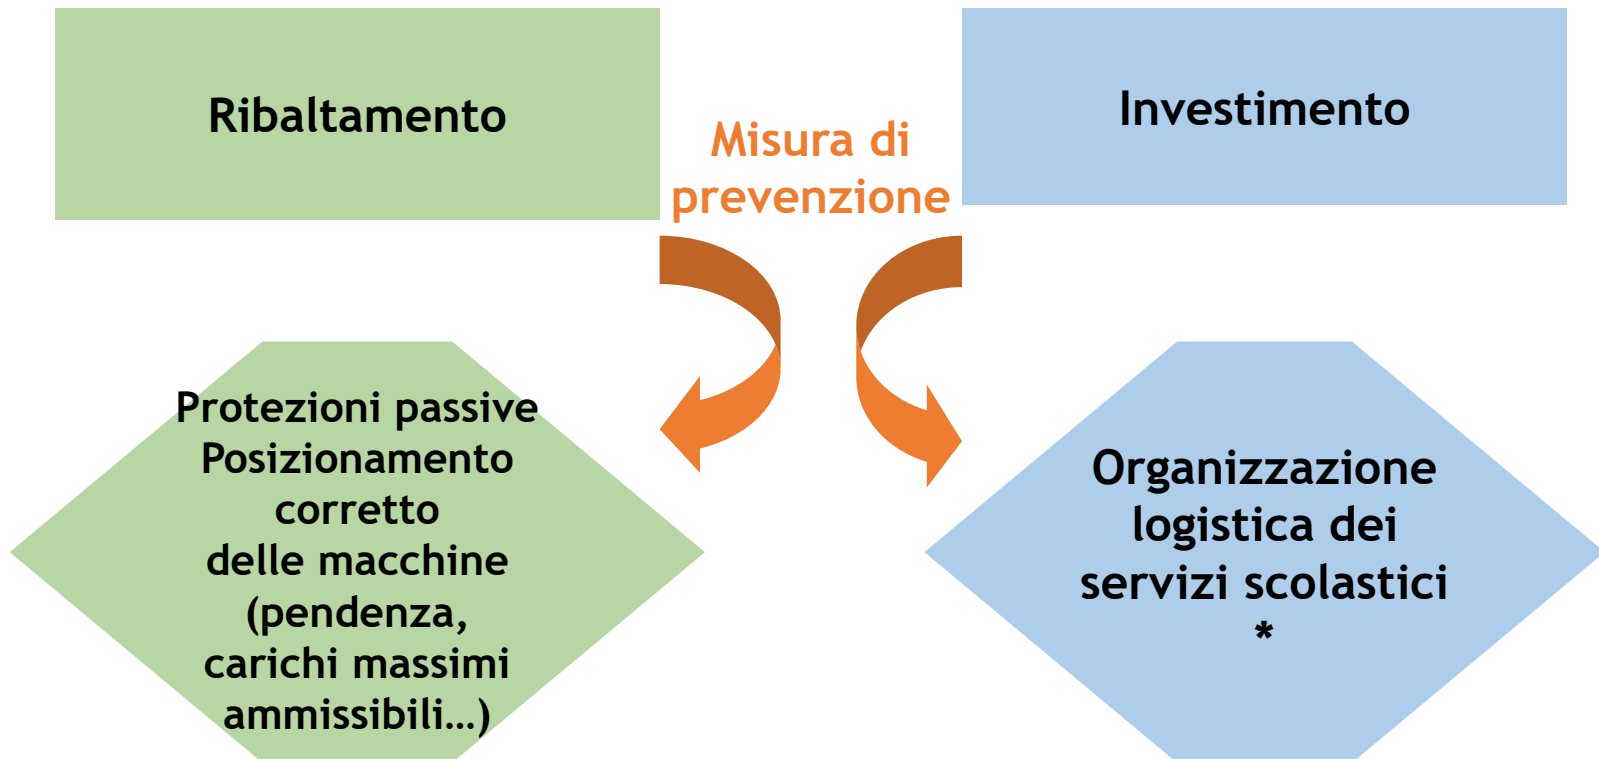 Ribaltamento
Investimento
Misura di
prevenzione
Protezioni passive
Posizionamento
corretto
delle macchine
(pendenza,
carichi massimi
ammissibili…)
Organizzazione
logistica dei
servizi scolastici
*